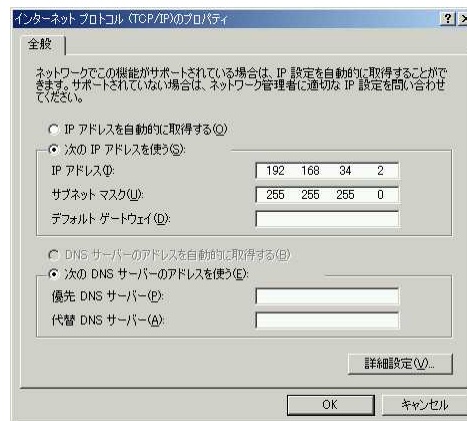 インターネット プロトコル (TCP/IP)のプロパティ
全般
ネットワークでこの機能がサポートされている場合は、IP 設定を自動的に取得することがで
きます。サポートされていない場合は、ネットワーク管理者に適切な IP 設定を問い合わせ
てください。
IP アドレスを自動的に取得する(O)
次の IP アドレスを使う(S):
IP アドレス(I): 192 168 34 2
サブネット マスク(U): 255 255 255 0
デフォルト ゲートウェイ(D):
DNS サーバーのアドレスを自動的に取得する(B)
次の DNS サーバーのアドレスを使う(E):
優先 DNS サーバー(P):
代替 DNS サーバー(A):
詳細設定(V)...
OK キャンセル